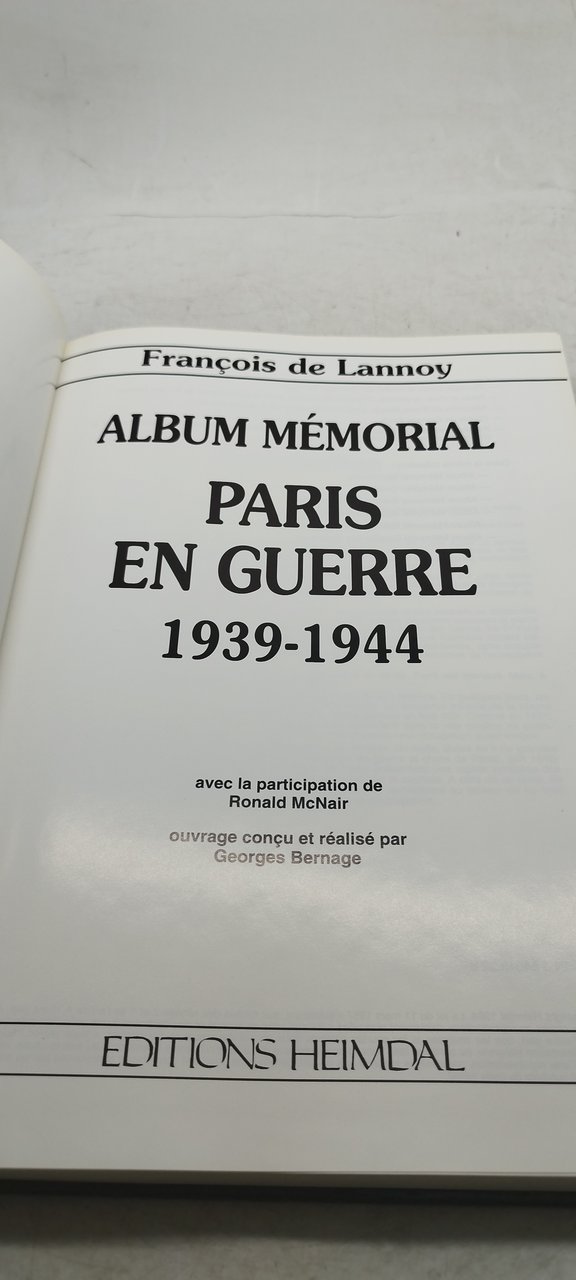 François de Lannoy
ALBUM MÉMORIAL
PARIS
EN GUERRE
1939-1944
avec la participation de
Ronald McNair
ouvrage conçu et réalisé par
Georges Bernage
EDITIONS HEIMDAL